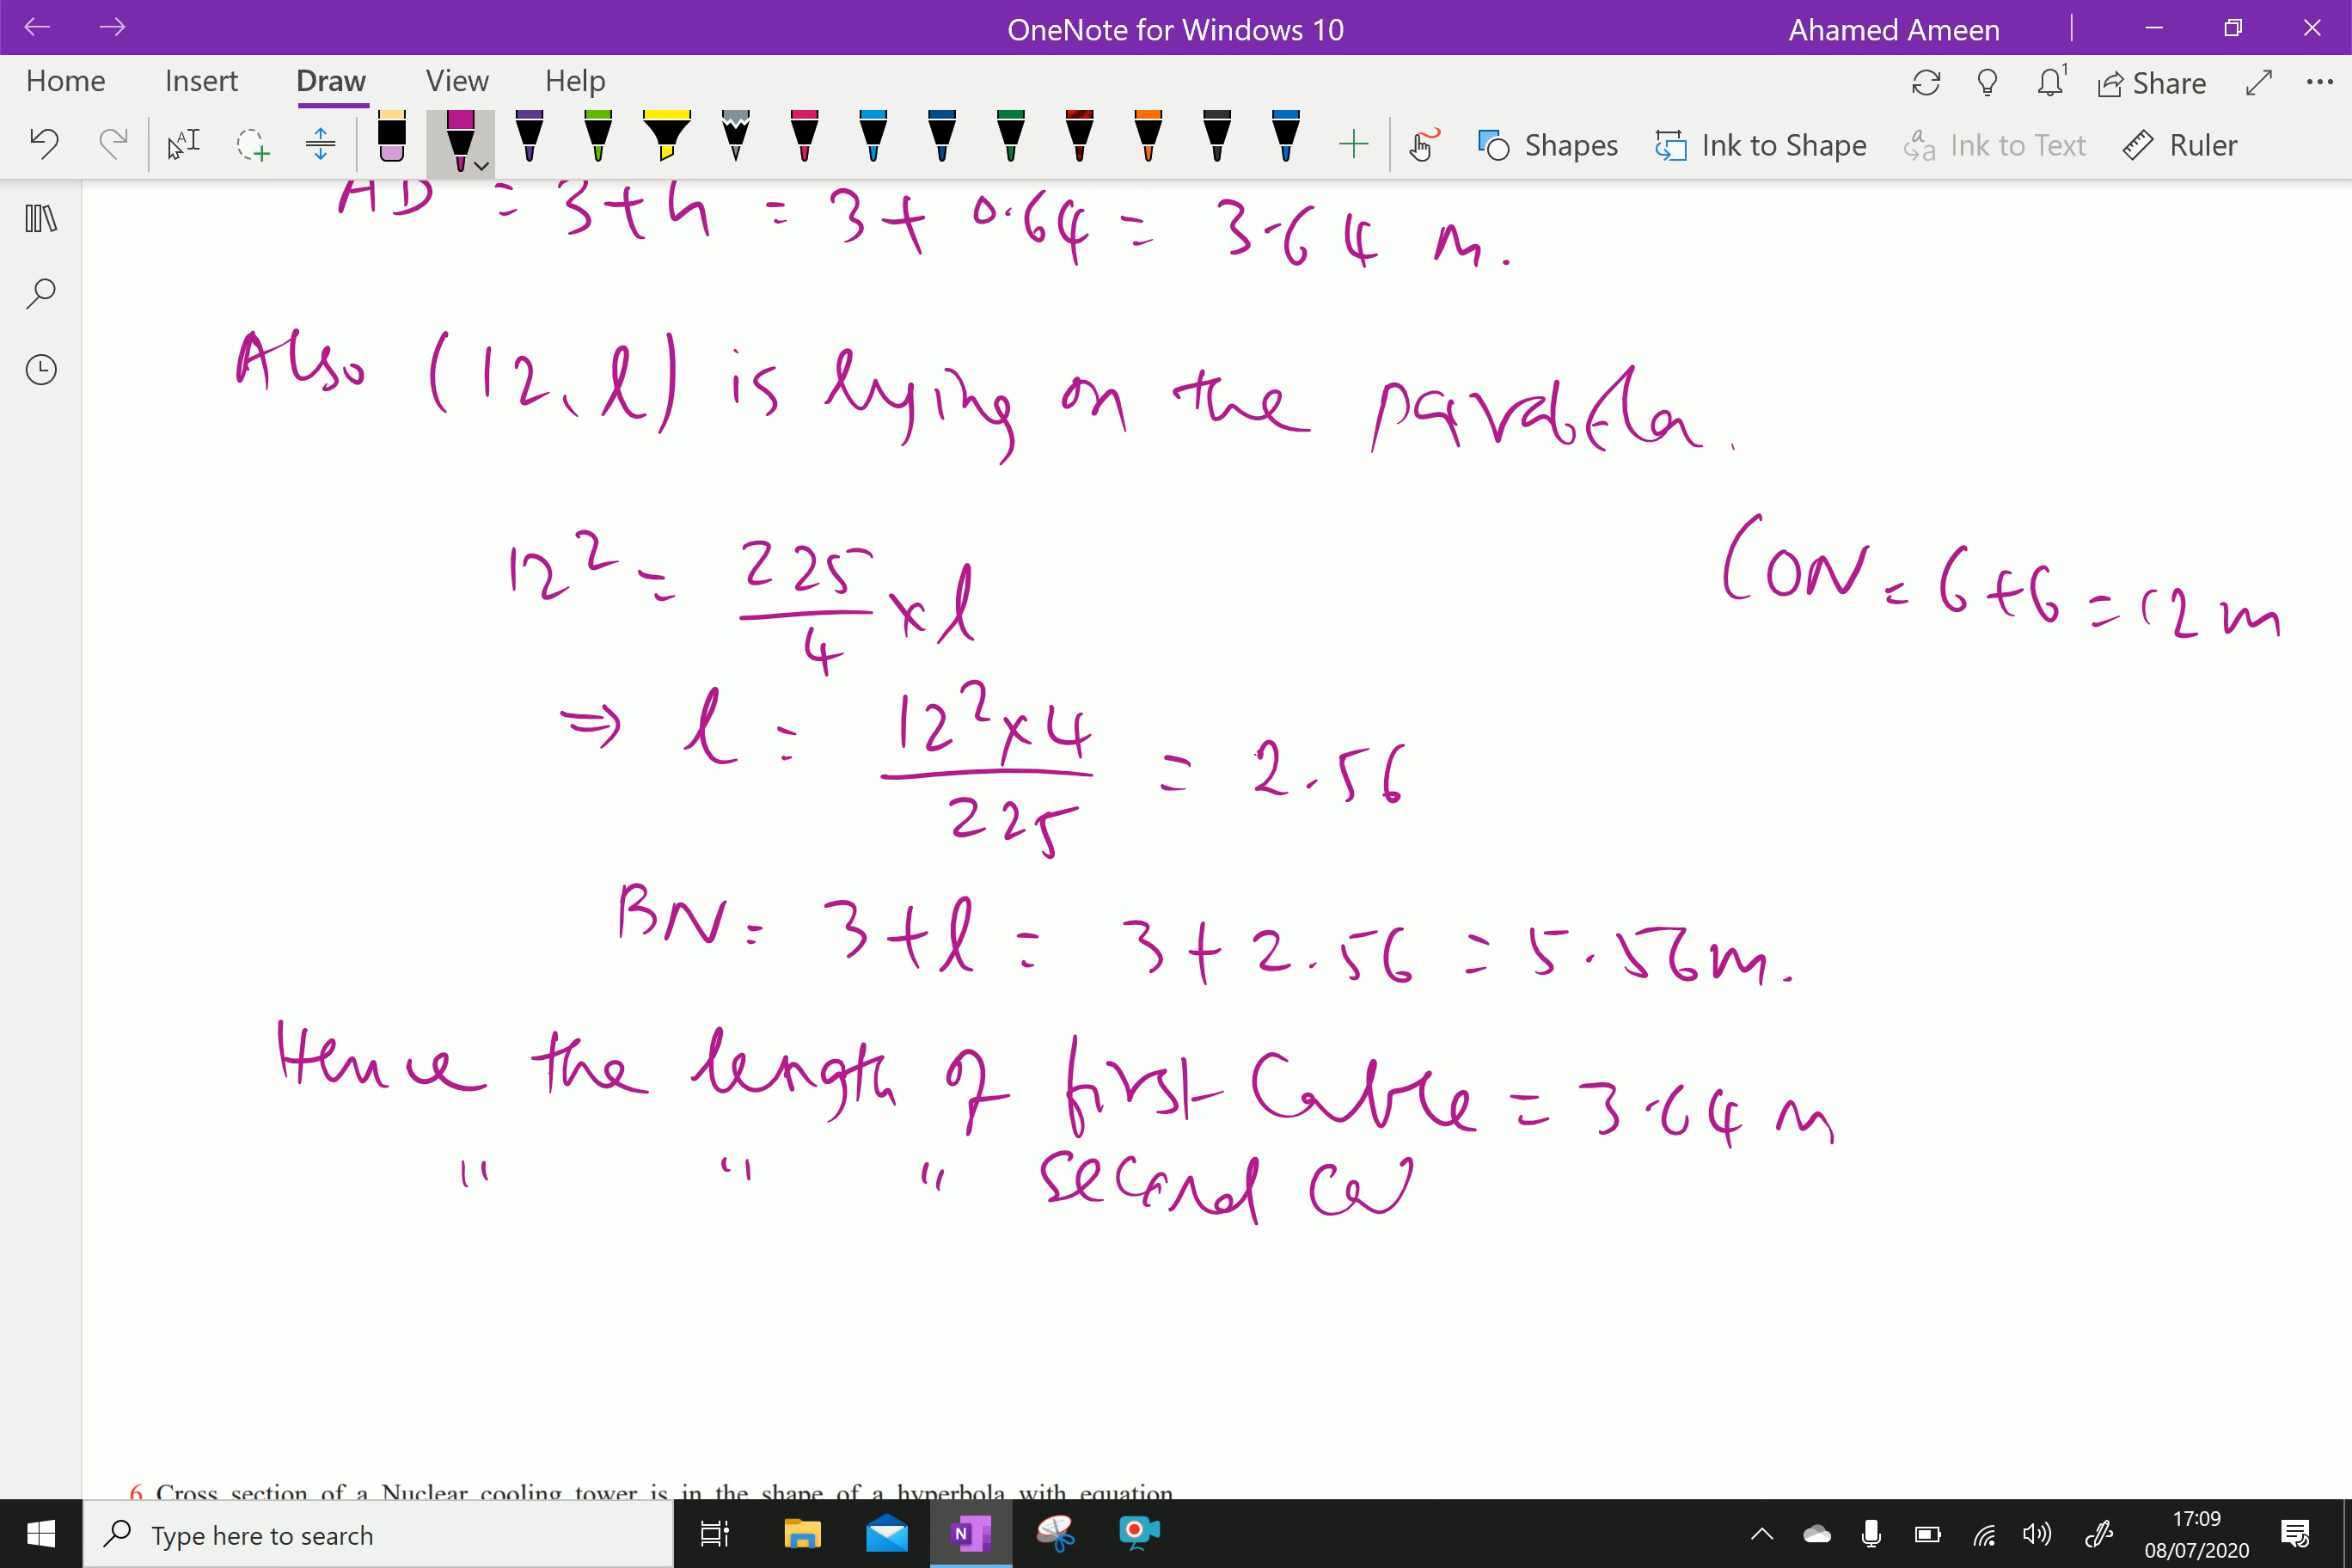 OneNote for Windows 10
Ahamed Ameen
Home Insert Draw View Help
1
Share
Shapes
Ink to Shape
Ink to Text
Ruler
AD = 3+h = 3+ 0.64 = 3.64 m.
Also (12, l) is lying on the parabola.
CON = 6+6 = 12 m
12² = 225/4 × l
⇒ l = 12²×4/225 = 2.56
BN = 3+l = 3+2.56 = 5.56m.
Hence the length of first Cable = 3.64 m
" " " second
6 Cross section of a Nuclear cooling tower is in the shape of a hyperbola with equation
Type here to search
N
17:09
08/07/2020